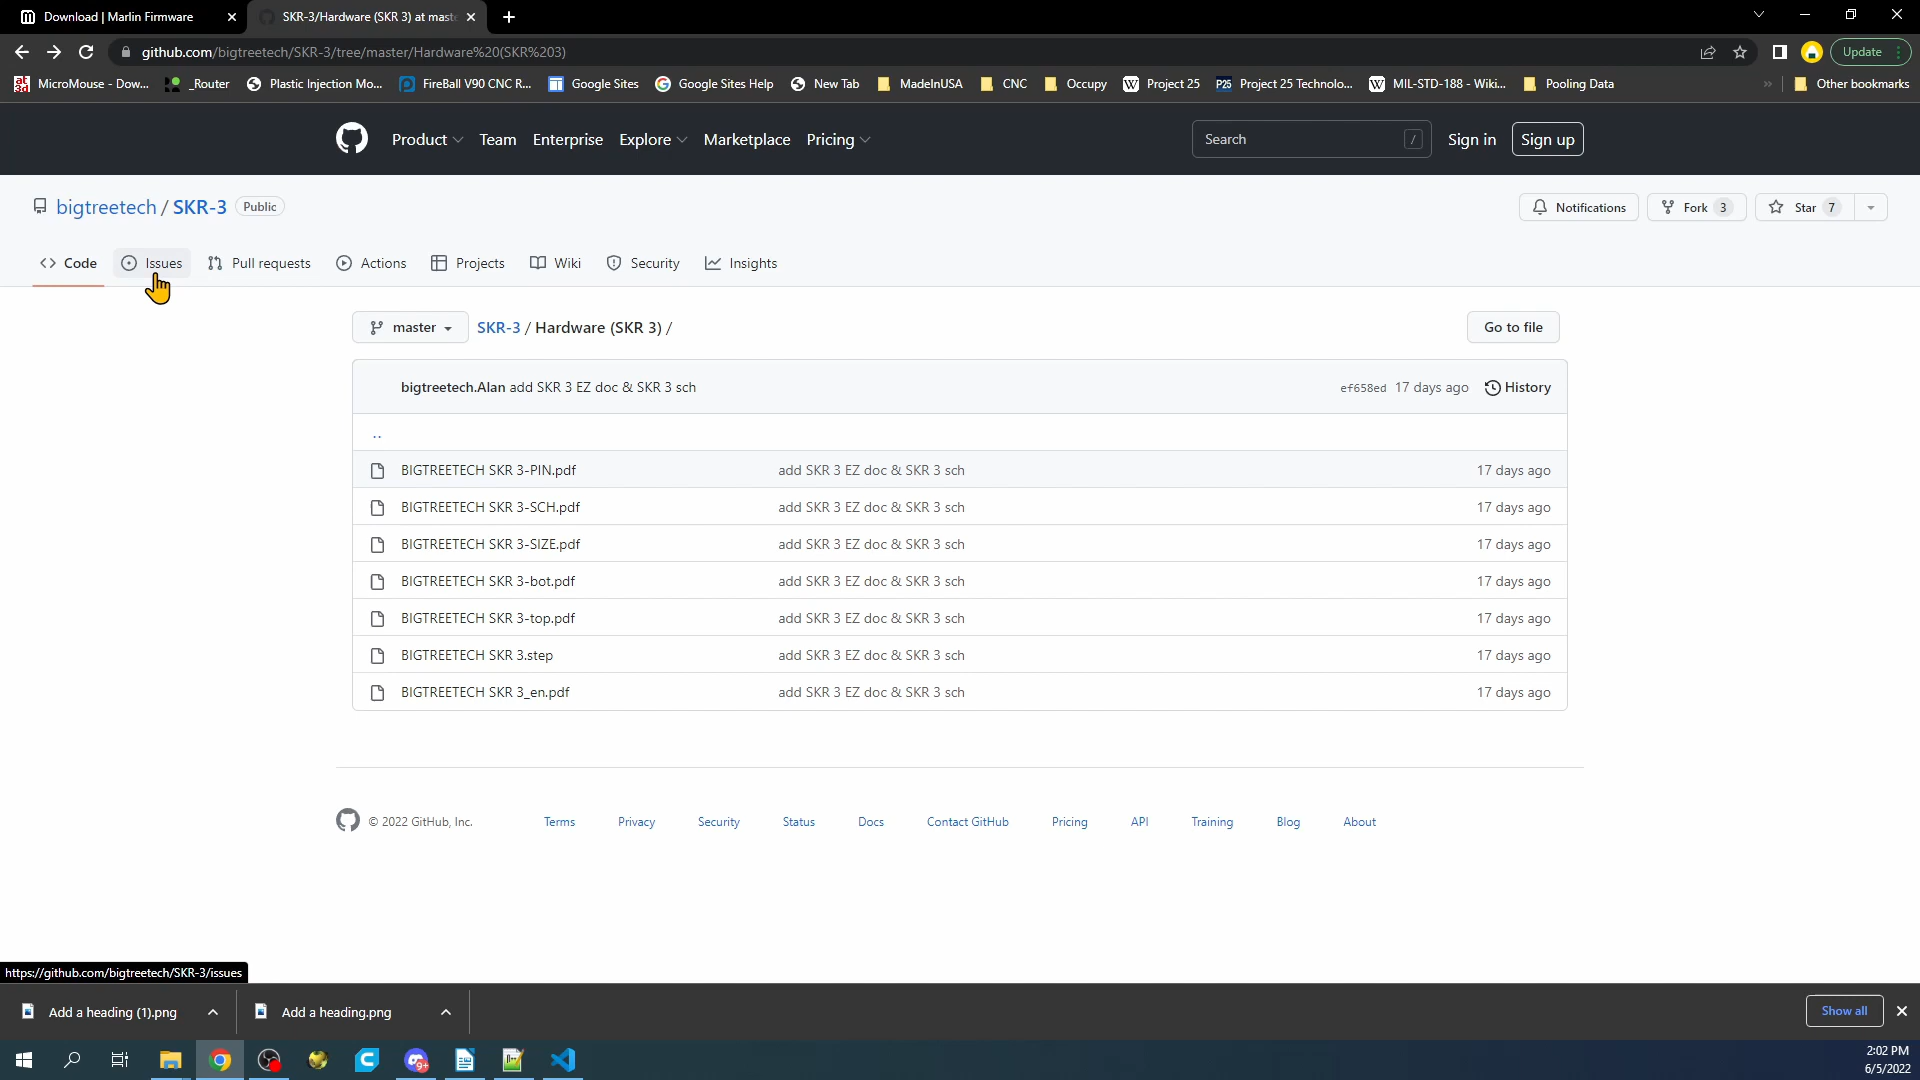 Download | Marlin Firmware
SKR-3/Hardware (SKR 3) at mast
github.com/bigtreetech/SKR-3/tree/master/Hardware%20(SKR%203)
Update
MicroMouse - Dow...
_Router
Plastic Injection Mo...
FireBall V90 CNC R...
Google Sites
Google Sites Help
New Tab
MadeInUSA
CNC
Occupy
Project 25
Project 25 Technolo...
MIL-STD-188 - Wiki...
Pooling Data
»
Other bookmarks
Product
Team
Enterprise
Explore
Marketplace
Pricing
Search
/
Sign in
Sign up
bigtreetech / SKR-3
Public
Notifications
Fork 3
Star 7
Code
Issues
Pull requests
Actions
Projects
Wiki
Security
Insights
master
SKR-3 / Hardware (SKR 3) /
Go to file
bigtreetech.Alan add SKR 3 EZ doc & SKR 3 sch
ef658ed 17 days ago
History
..
BIGTREETECH SKR 3-PIN.pdf add SKR 3 EZ doc & SKR 3 sch 17 days ago
BIGTREETECH SKR 3-SCH.pdf add SKR 3 EZ doc & SKR 3 sch 17 days ago
BIGTREETECH SKR 3-SIZE.pdf add SKR 3 EZ doc & SKR 3 sch 17 days ago
BIGTREETECH SKR 3-bot.pdf add SKR 3 EZ doc & SKR 3 sch 17 days ago
BIGTREETECH SKR 3-top.pdf add SKR 3 EZ doc & SKR 3 sch 17 days ago
BIGTREETECH SKR 3.step add SKR 3 EZ doc & SKR 3 sch 17 days ago
BIGTREETECH SKR 3_en.pdf add SKR 3 EZ doc & SKR 3 sch 17 days ago
© 2022 GitHub, Inc.
Terms
Privacy
Security
Status
Docs
Contact GitHub
Pricing
API
Training
Blog
About
https://github.com/bigtreetech/SKR-3/issues
Add a heading (1).png
Add a heading.png
Show all
9+
2:02 PM
6/5/2022